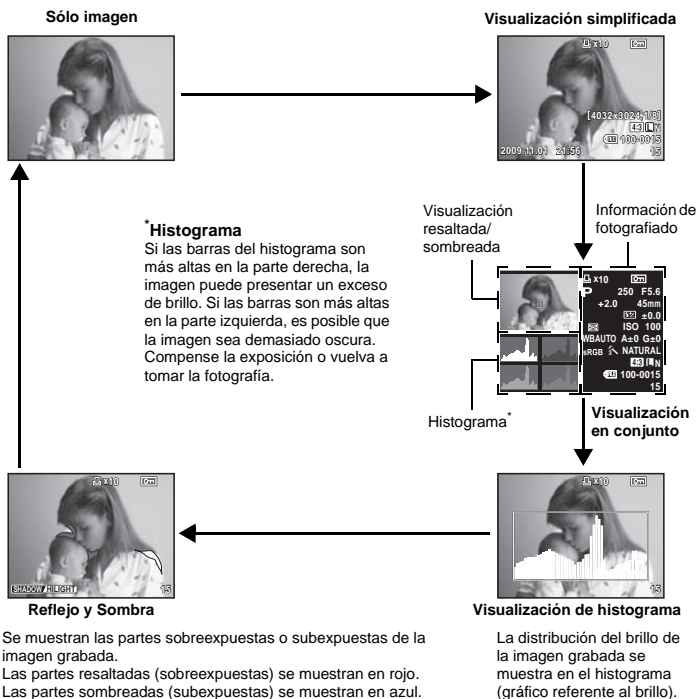 Sólo imagen
Visualización simplificada
x10
[4032x3024,1/8]
4:3 L N
100-0015
2009.11.01 21:56
15
*Histograma
Si las barras del histograma son
más altas en la parte derecha, la
imagen puede presentar un exceso
de brillo. Si las barras son más altas
en la parte izquierda, es posible que
la imagen sea demasiado oscura.
Compense la exposición o vuelva a
tomar la fotografía.
Visualización
resaltada/
sombreada
Información de
fotografiado
x10
P 250 F5.6
+2.0 45mm
±0.0
ISO 100
WBAUTO A±0 G±0
sRGB NATURAL
4:3 L N
100-0015
15
Histograma*
Visualización
en conjunto
x10
SHADOW/HILIGHT
15
Reflejo y Sombra
Se muestran las partes sobreexpuestas o subexpuestas de la
imagen grabada.
Las partes resaltadas (sobreexpuestas) se muestran en rojo.
Las partes sombreadas (subexpuestas) se muestran en azul.
x10
15
Visualización de histograma
La distribución del brillo de
la imagen grabada se
muestra en el histograma
(gráfico referente al brillo).